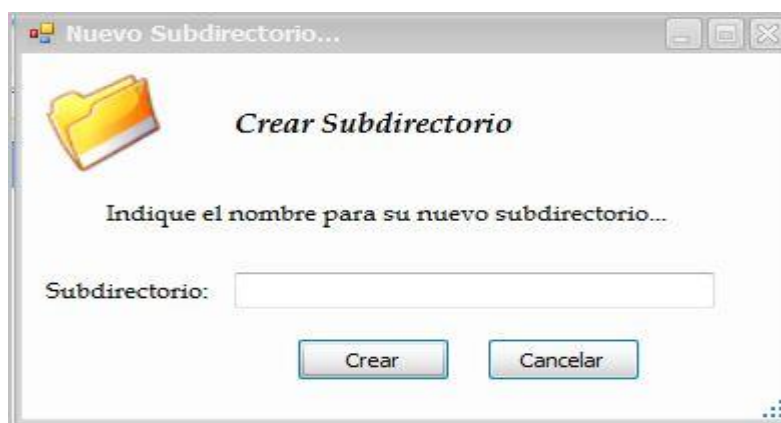 Nuevo Subdirectorio...
Crear Subdirectorio
Indique el nombre para su nuevo subdirectorio...
Subdirectorio:
Crear Cancelar